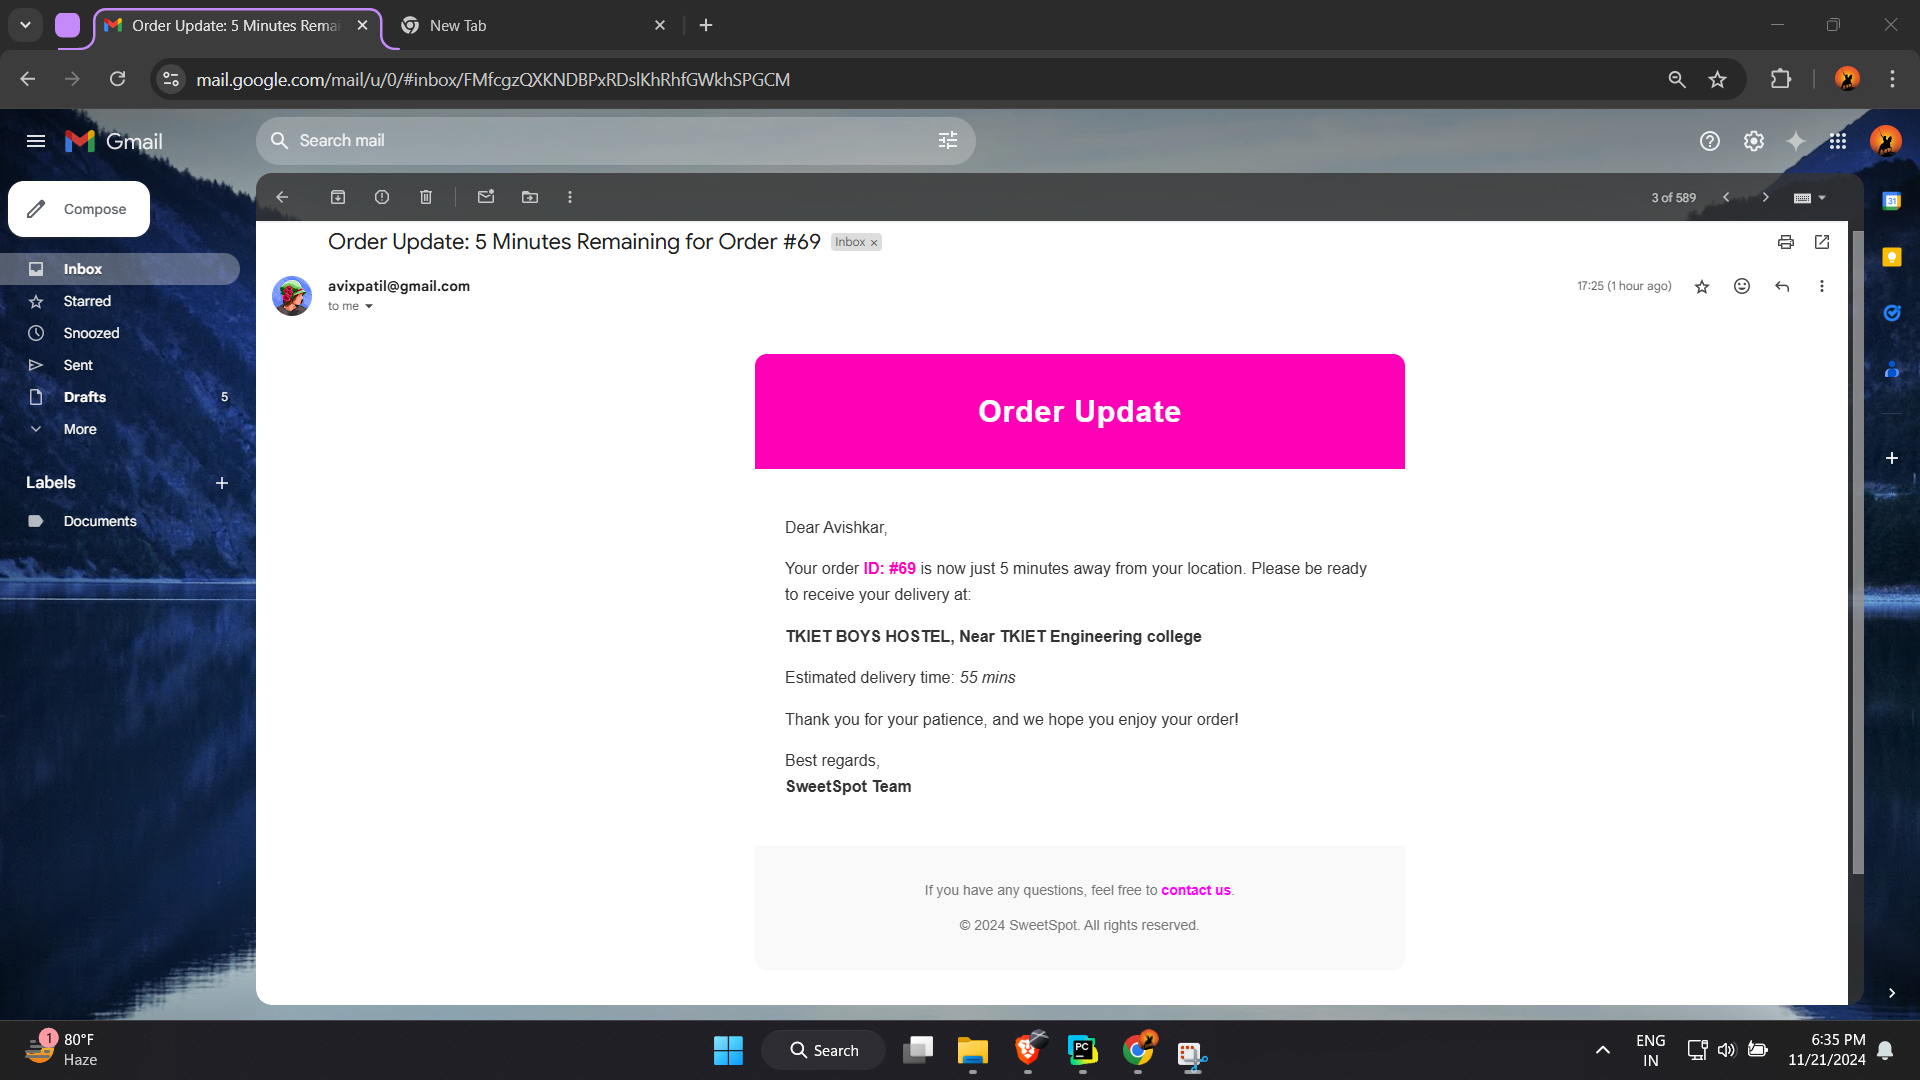 Order Update: 5 Minutes Remai
New Tab
mail.google.com/mail/u/0/#inbox/FMfcgzQXKNDBPxRDslKhRhfGWkhSPGCM
Gmail
Search mail
Compose
3 of 589
Inbox
Starred
Snoozed
Sent
Drafts 5
More
Labels
Documents
Order Update: 5 Minutes Remaining for Order #69 Inbox ×
avixpatil@gmail.com
17:25 (1 hour ago)
to me
Order Update
Dear Avishkar,
Your order ID: #69 is now just 5 minutes away from your location. Please be ready
to receive your delivery at:
TKIET BOYS HOSTEL, Near TKIET Engineering college
Estimated delivery time: 55 mins
Thank you for your patience, and we hope you enjoy your order!
Best regards,
SweetSpot Team
If you have any questions, feel free to contact us.
© 2024 SweetSpot. All rights reserved.
31
1
80°F
Haze
Search
PC
ENG
IN
6:35 PM
11/21/2024